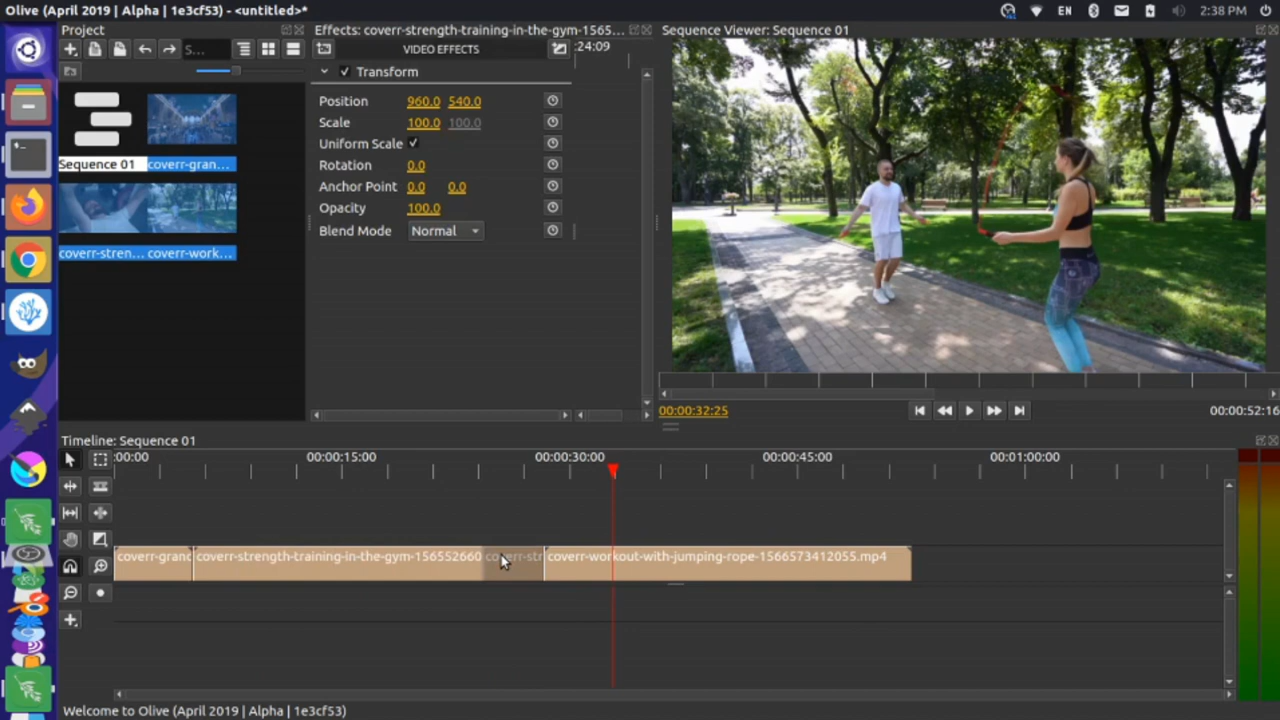 Olive (April 2019 | Alpha | 1e3cf53) - <untitled>*
EN
2:38 PM
Project
Effects: coverr-strength-training-in-the-gym-1565...
Sequence Viewer: Sequence 01
S...
VIDEO EFFECTS
:24:09
Transform
Position 960.0 540.0
Scale 100.0 100.0
Uniform Scale
Rotation 0.0
Anchor Point 0.0 0.0
Opacity 100.0
Blend Mode Normal
Sequence 01
coverr-gran...
coverr-stren...
coverr-work...
00:00:32:25
00:00:52:16
Timeline: Sequence 01
:00:00
00:00:15:00
00:00:30:00
00:00:45:00
00:01:00:00
coverr-grand
coverr-strength-training-in-the-gym-156552660
coverr-str
coverr-workout-with-jumping-rope-1566573412055.mp4
Welcome to Olive (April 2019 | Alpha | 1e3cf53)